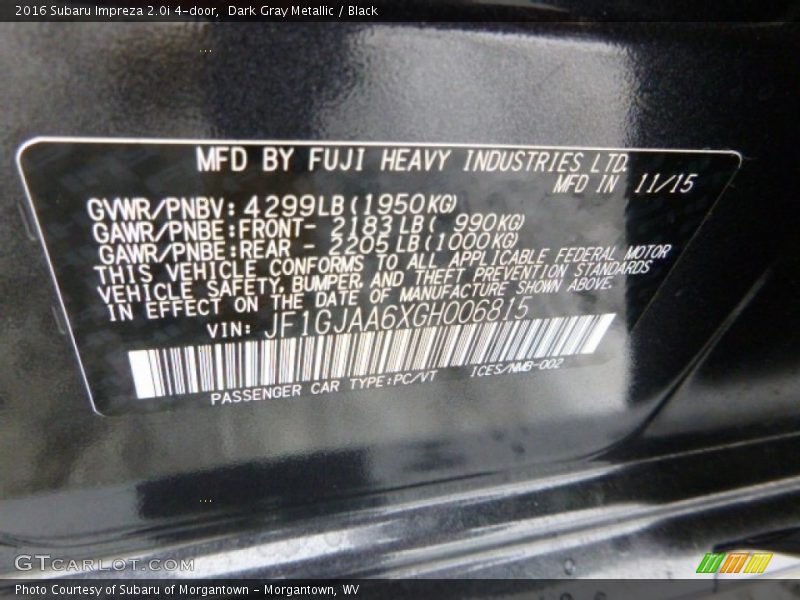 2016 Subaru Impreza 2.0i 4-door,  Dark Gray Metallic / Black
MFD BY FUJI HEAVY INDUSTRIES LTD.
MFD IN 11/15
GVWR/PNBV: 4299LB(1950KG)
GAWR/PNBE:FRONT- 2183LB( 990KG)
GAWR/PNBE:REAR - 2205LB(1000KG)
THIS VEHICLE CONFORMS TO ALL APPLICABLE FEDERAL MOTOR
VEHICLE SAFETY, BUMPER, AND THEFT PREVENTION STANDARDS
IN EFFECT ON THE DATE OF MANUFACTURE SHOWN ABOVE.
VIN: JF1GJAA6XGH006815
PASSENGER CAR TYPE:PC/VT ICES/NMB-002
GTCARLOT.COM
Photo Courtesy of Subaru of Morgantown - Morgantown, WV